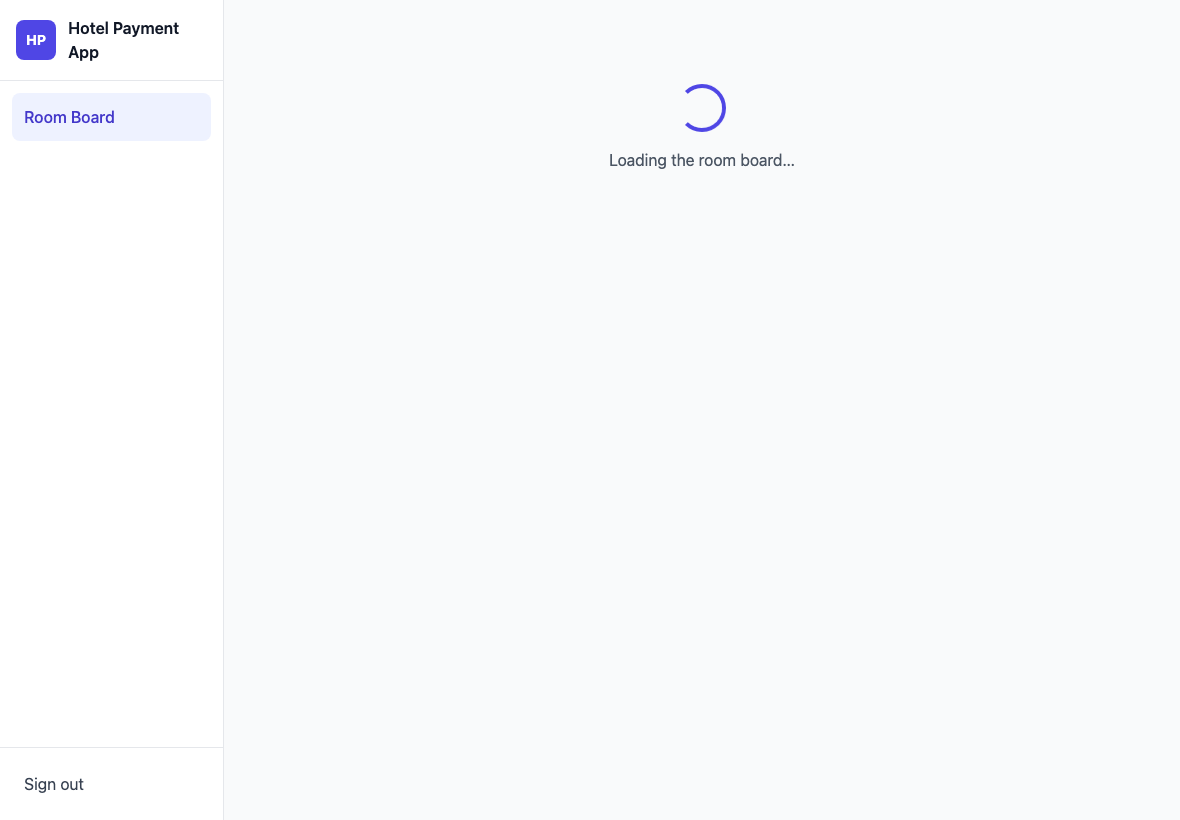 HP
Hotel Payment
App
Room Board
Loading the room board...
Sign out